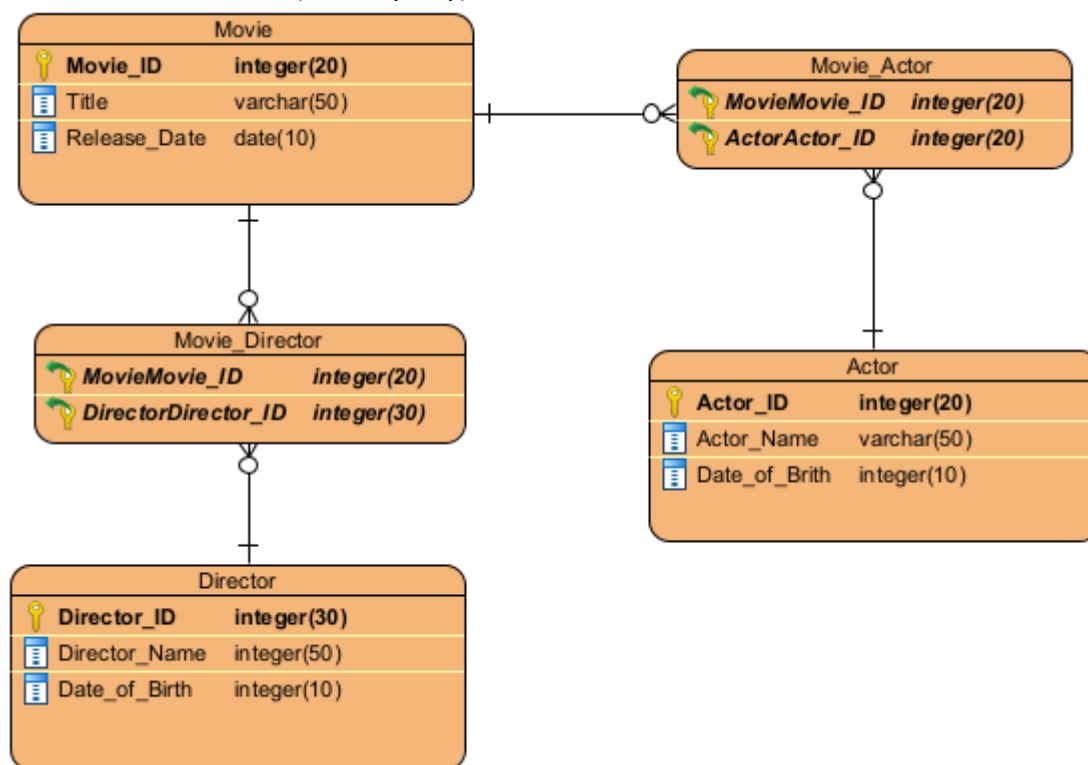 Movie
Movie_ID integer(20)
Title varchar(50)
Release_Date date(10)
Movie_Actor
MovieMovie_ID integer(20)
ActorActor_ID integer(20)
Movie_Director
MovieMovie_ID integer(20)
DirectorDirector_ID integer(30)
Actor
Actor_ID integer(20)
Actor_Name varchar(50)
Date_of_Brith integer(10)
Director
Director_ID integer(30)
Director_Name integer(50)
Date_of_Birth integer(10)